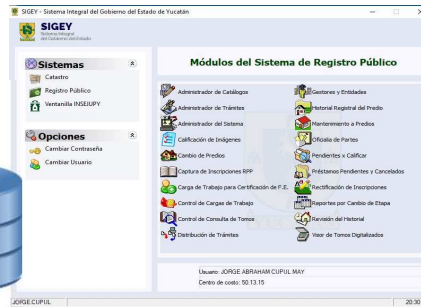 SIGEY - Sistema Integral del Gobierno del Estado de Yucatán
SIGEY
Sistema Integral
del Gobierno del Estado
Sistemas
Catastro
Registro Público
Ventanilla INSEJUPY
Opciones
Cambiar Contraseña
Cambiar Usuario
Módulos del Sistema de Registro Público
Administrador de Catálogos
Administrador de Trámites
Administrador del Sistema
Calificación de Imágenes
Cambio de Predios
Captura de Inscripciones RPP
Carga de Trabajo para Certificación de F.E.
Control de Cargas de Trabajo
Control de Consulta de Tomos
Distribución de Trámites
Gestores y Entidades
Historial Registral del Predio
Mantenimiento a Predios
Oficialia de Partes
Pendientes x Calificar
Préstamos Pendientes y Cancelados
Rectificación de Inscripciones
Reportes por Cambio de Etapa
Revisión del Historial
Visor de Tomos Digitalizados
Usuario: JORGE ABRAHAM CUPUL MAY
Centro de costo: 50.13.15
JORGE.CUPUL
20:30